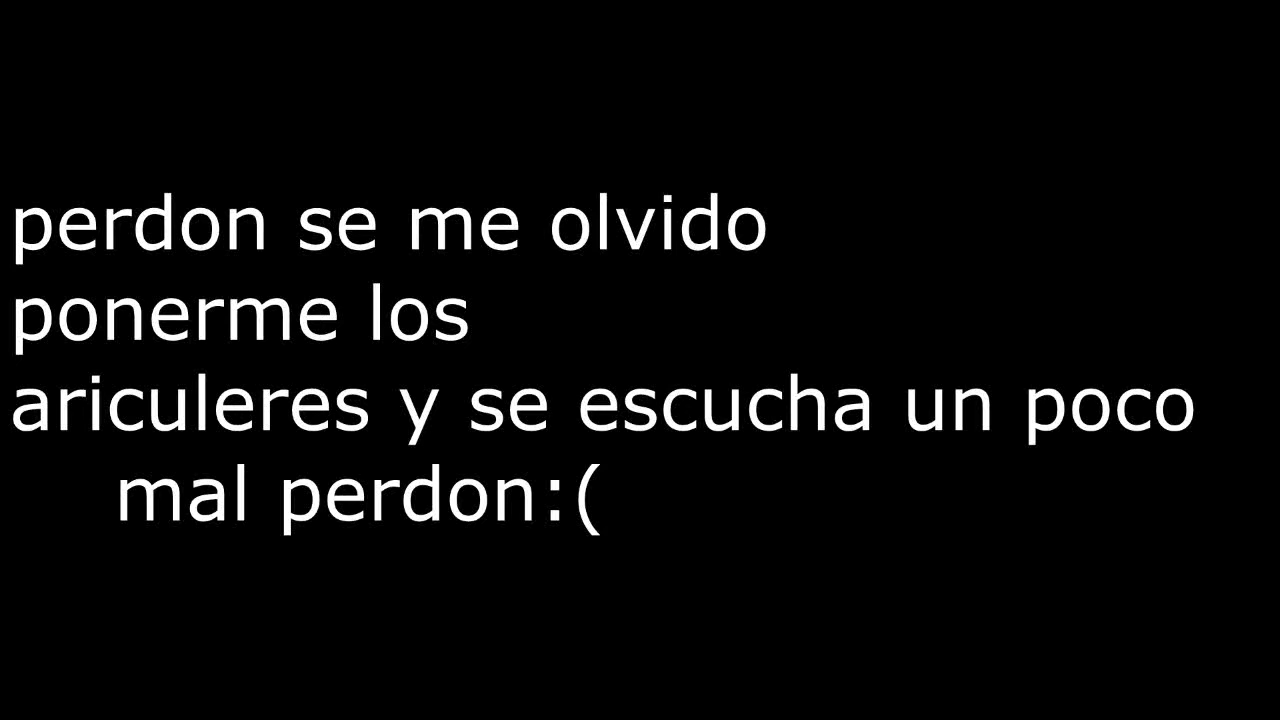 perdon se me olvido
ponerme los
ariculeres y se escucha un poco
mal perdon:(